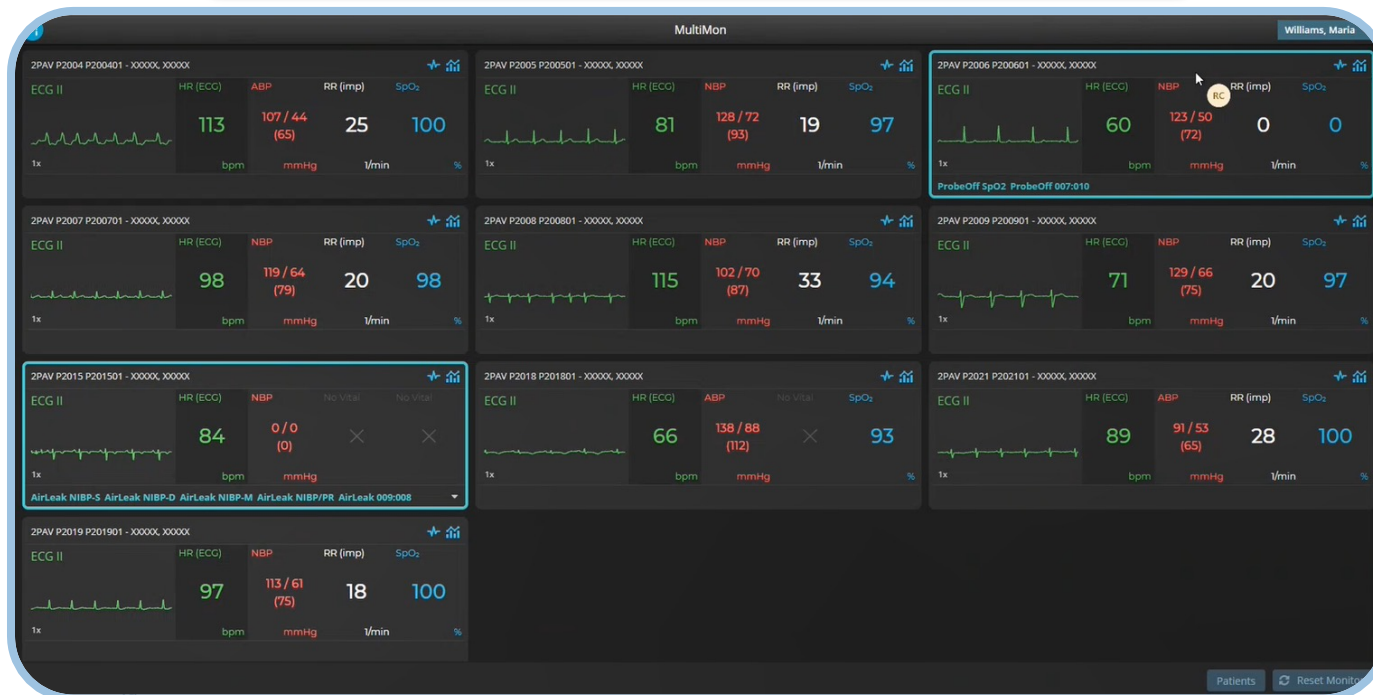 MultiMon
Williams, Maria
2PAV P2004 P200401 - XXXXX, XXXXX
ECG II
HR (ECG)
ABP
RR (imp)
SpO₂
113
107 / 44
(65)
25
100
1x
bpm
mmHg
1/min
%
2PAV P2005 P200501 - XXXXX, XXXXX
ECG II
HR (ECG)
NBP
RR (imp)
SpO₂
81
128 / 72
(93)
19
97
1x
bpm
mmHg
1/min
%
2PAV P2006 P200601 - XXXXX, XXXXX
ECG II
HR (ECG)
NBP
RC
RR (imp)
SpO₂
60
123 / 50
(72)
0
0
1x
bpm
mmHg
1/min
%
ProbeOff SpO2 ProbeOff 007:010
2PAV P2007 P200701 - XXXXX, XXXXX
ECG II
HR (ECG)
NBP
RR (imp)
SpO₂
98
119 / 64
(79)
20
98
1x
bpm
mmHg
1/min
%
2PAV P2008 P200801 - XXXXX, XXXXX
ECG II
HR (ECG)
NBP
RR (imp)
SpO₂
115
102 / 70
(87)
33
94
1x
bpm
mmHg
1/min
%
2PAV P2009 P200901 - XXXXX, XXXXX
ECG II
HR (ECG)
NBP
RR (imp)
SpO₂
71
129 / 66
(75)
20
97
1x
bpm
mmHg
1/min
%
2PAV P2015 P201501 - XXXXX, XXXXX
ECG II
HR (ECG)
NBP
No Vital
No Vital
84
0 / 0
(0)
1x
bpm
mmHg
AirLeak NIBP-S AirLeak NIBP-D AirLeak NIBP-M AirLeak NIBP/PR AirLeak 009:008
2PAV P2018 P201801 - XXXXX, XXXXX
ECG II
HR (ECG)
ABP
No Vital
SpO₂
66
138 / 88
(112)
93
1x
bpm
mmHg
%
2PAV P2021 P202101 - XXXXX, XXXXX
ECG II
HR (ECG)
ABP
RR (imp)
SpO₂
89
91 / 53
(65)
28
100
1x
bpm
mmHg
1/min
%
2PAV P2019 P201901 - XXXXX, XXXXX
ECG II
HR (ECG)
NBP
RR (imp)
SpO₂
97
113 / 61
(75)
18
100
1x
bpm
mmHg
1/min
%
Patients
Reset Monitor